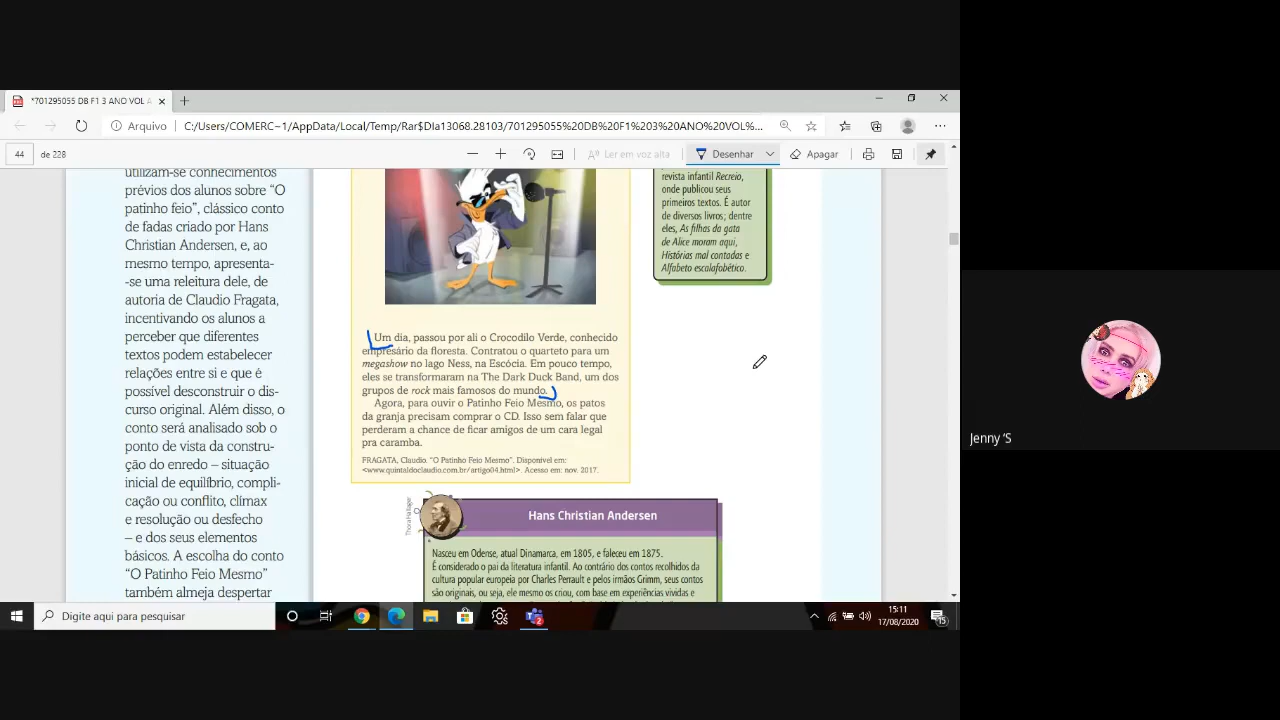 *701295055 DB F1 3 ANO VOL A
Arquivo
C:/Users/COMERC~1/AppData/Local/Temp/Rar$DIa13068.28103/701295055%20DB%20F1%203%20ANO%20VOL%...
44
de 228
Ler em voz alta
Desenhar
Apagar
utilizam-se conhecimentos
prévios dos alunos sobre “O
patinho feio”, clássico conto
de fadas criado por Hans
Christian Andersen, e, ao
mesmo tempo, apresenta-
-se uma releitura dele, de
autoria de Claudio Fragata,
incentivando os alunos a
perceber que diferentes
textos podem estabelecer
relações entre si e que é
possível desconstruir o dis-
curso original. Além disso, o
conto será analisado sob o
ponto de vista da constru-
ção do enredo – situação
inicial de equilíbrio, compli-
cação ou conflito, clímax
e resolução ou desfecho
– e dos seus elementos
básicos. A escolha do conto
“O Patinho Feio Mesmo”
também almeja despertar
Um dia, passou por ali o Crocodilo Verde, conhecido
empresário da floresta. Contratou o quarteto para um
megashow no lago Ness, na Escócia. Em pouco tempo,
eles se transformaram na The Dark Duck Band, um dos
grupos de rock mais famosos do mundo.
Agora, para ouvir o Patinho Feio Mesmo, os patos
da granja precisam comprar o CD. Isso sem falar que
perderam a chance de ficar amigos de um cara legal
pra caramba.
FRAGATA, Claudio. “O Patinho Feio Mesmo”. Disponível em:
<www.quintaldoclaudio.com.br/artigo04.html>. Acesso em: nov. 2017.
revista infantil Recreio,
onde publicou seus
primeiros textos. É autor
de diversos livros; dentre
eles, As filhas da gata
de Alice moram aqui,
Histórias mal contadas e
Alfabeto escalafobético.
Hans Christian Andersen
Nasceu em Odense, atual Dinamarca, em 1805, e faleceu em 1875.
É considerado o pai da literatura infantil. Ao contrário dos contos recolhidos da
cultura popular europeia por Charles Perrault e pelos irmãos Grimm, seus contos
são originais, ou seja, ele mesmo os criou, com base em experiências vividas e
Jenny ‘S
Digite aqui para pesquisar
2
15:11
17/08/2020
15